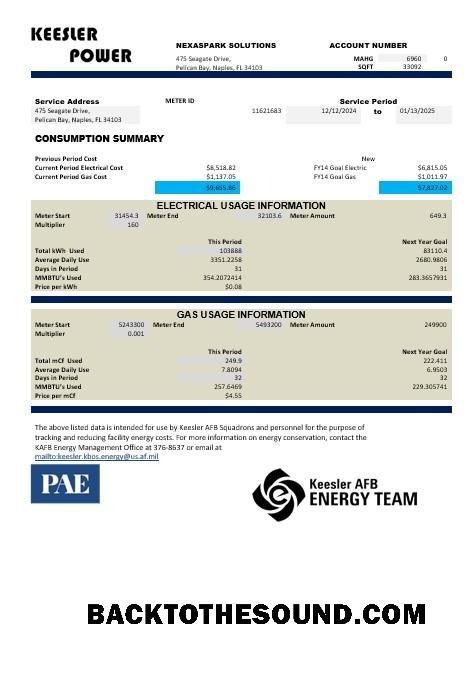 KEESLER
POWER
NEXASPARK SOLUTIONS
475 Seagate Drive,
Pelican Bay, Naples, FL 34103
ACCOUNT NUMBER
MAHG 6960 0
SQFT 33092
Service Address METER ID Service Period
475 Seagate Drive, 11621683 12/12/2024 to 01/13/2025
Pelican Bay, Naples, FL 34103
CONSUMPTION SUMMARY
Previous Period Cost New
Current Period Electrical Cost $8,518.82 FY14 Goal Electric $6,815.05
Current Period Gas Cost $1,137.05 FY14 Goal Gas $1,011.97
$9,655.86 $7,827.02
ELECTRICAL USAGE INFORMATION
Meter Start 31454.3 Meter End 32103.6 Meter Amount 649.3
Multiplier 160
This Period Next Year Goal
Total kWh Used 103888 83110.4
Average Daily Use 3351.2258 2680.9806
Days in Period 31 31
MMBTU's Used 354.2072414 283.3657931
Price per kWh $0.08
GAS USAGE INFORMATION
Meter Start 5243300 Meter End 5493200 Meter Amount 249900
Multiplier 0.001
This Period Next Year Goal
Total mCf Used 249.9 222.411
Average Daily Use 7.8094 6.9503
Days in Period 32 32
MMBTU's Used 257.6469 229.305741
Price per mCf $4.55
The above listed data is intended for use by Keesler AFB Squadrons and personnel for the purpose of
tracking and reducing facility energy costs. For more information on energy conservation, contact the
KAFB Energy Management Office at 376-8637 or email at
mailto:keesler.kbos.energy@us.af.mil
PAE
Keesler AFB
ENERGY TEAM
BACKTOTHESOUND.COM